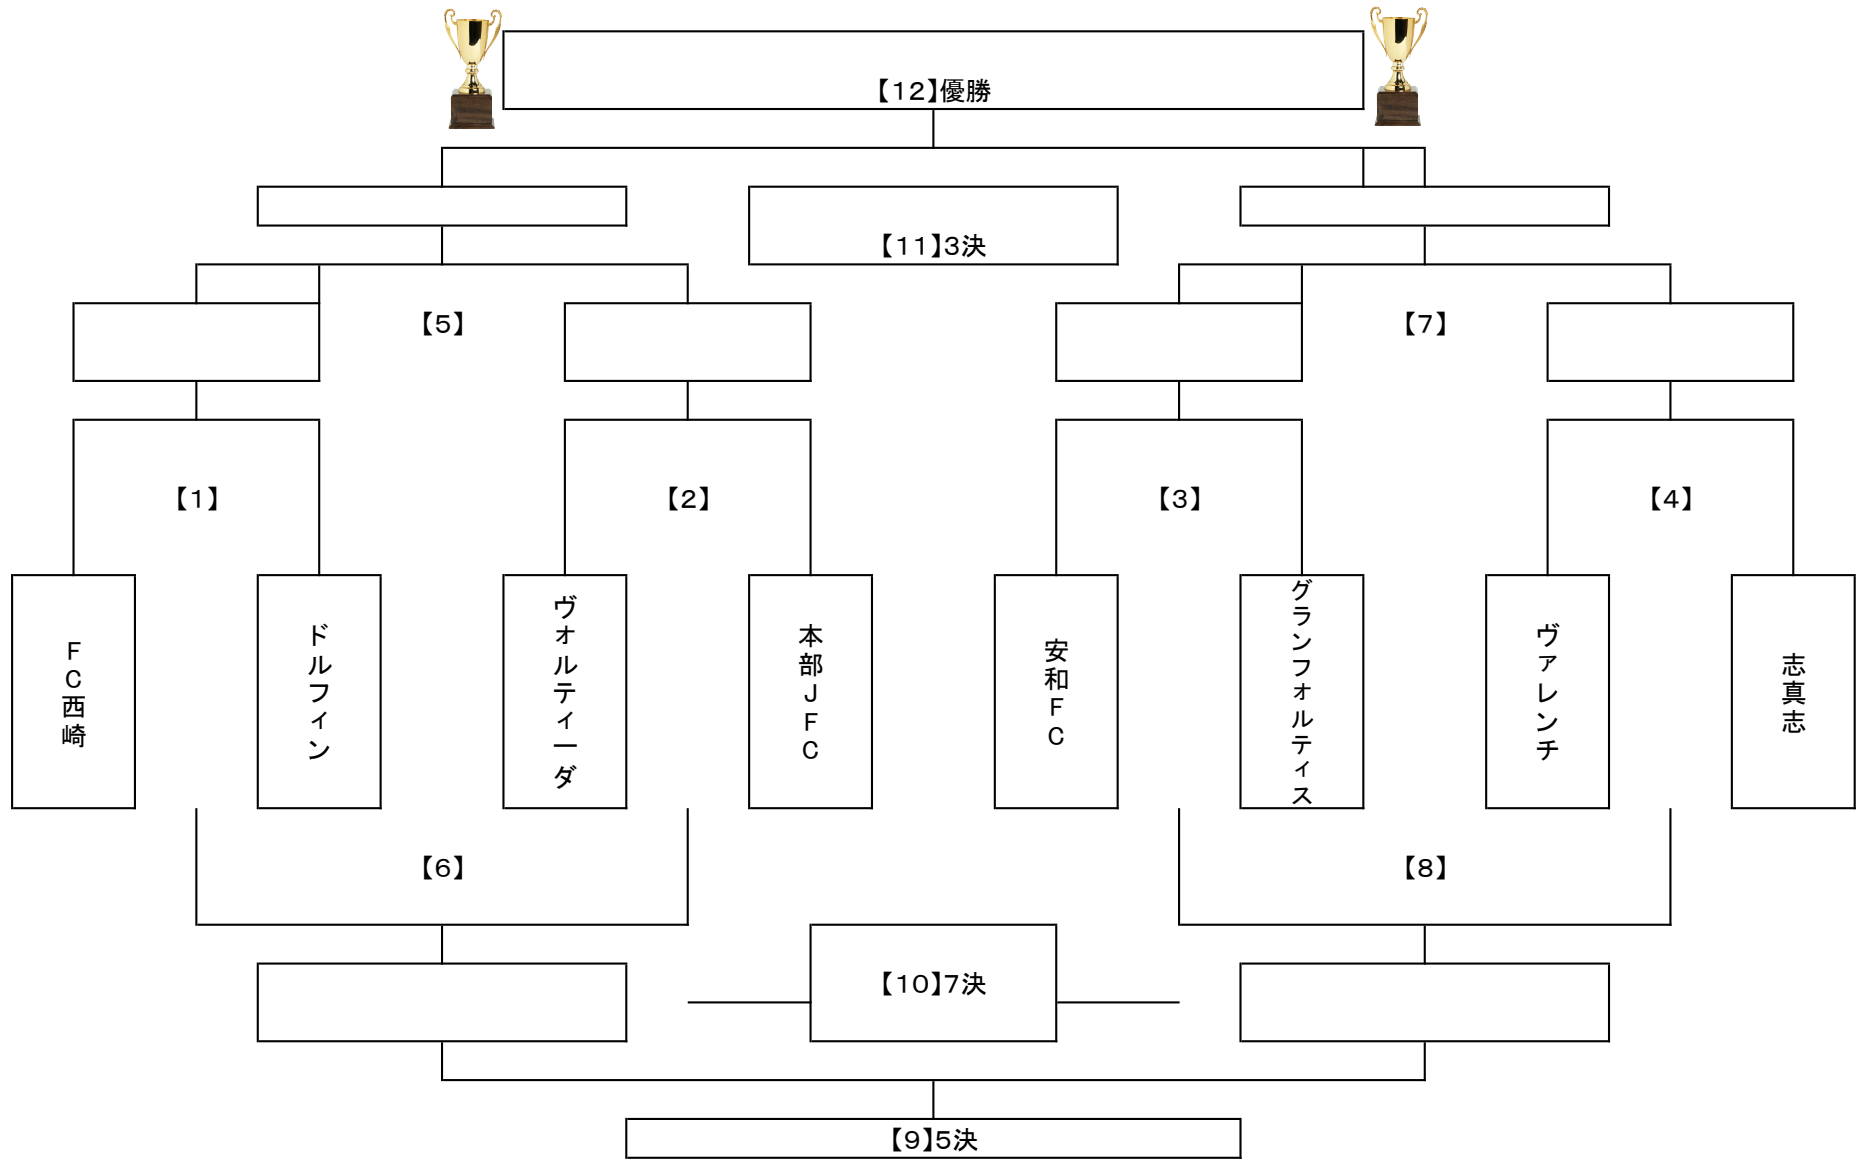 【12】優勝
【11】3決
【5】
【7】
【1】
【2】
【3】
【4】
FC西崎
ドルフィン
ヴォルティーダ
本部JFC
安和FC
グランフォルティス
ヴァレンチ
志真志
【6】
【8】
【10】7決
【9】5決